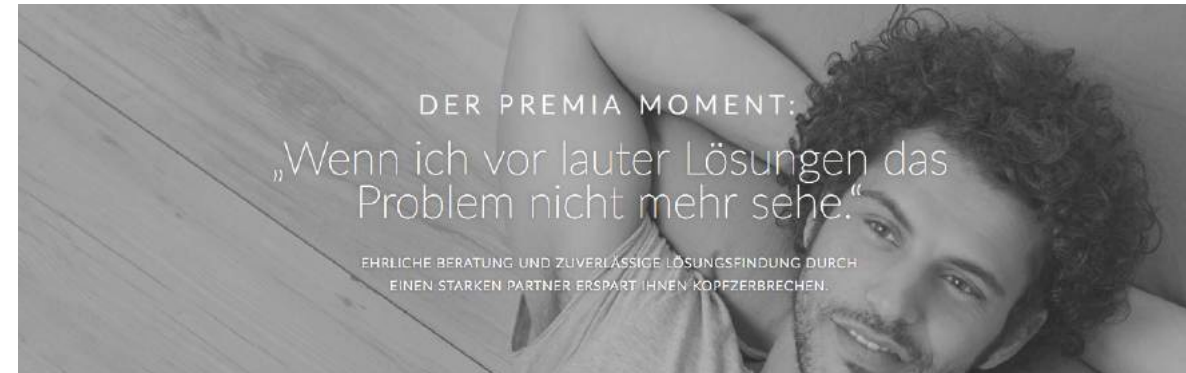 DER PREMIA MOMENT:
„Wenn ich vor lauter Lösungen das
Problem nicht mehr sehe.“
EHRLICHE BERATUNG UND ZUVERLÄSSIGE LÖSUNGSFINDUNG DURCH
EINEN STARKEN PARTNER ERSPART IHNEN KOPFZERBRECHEN.